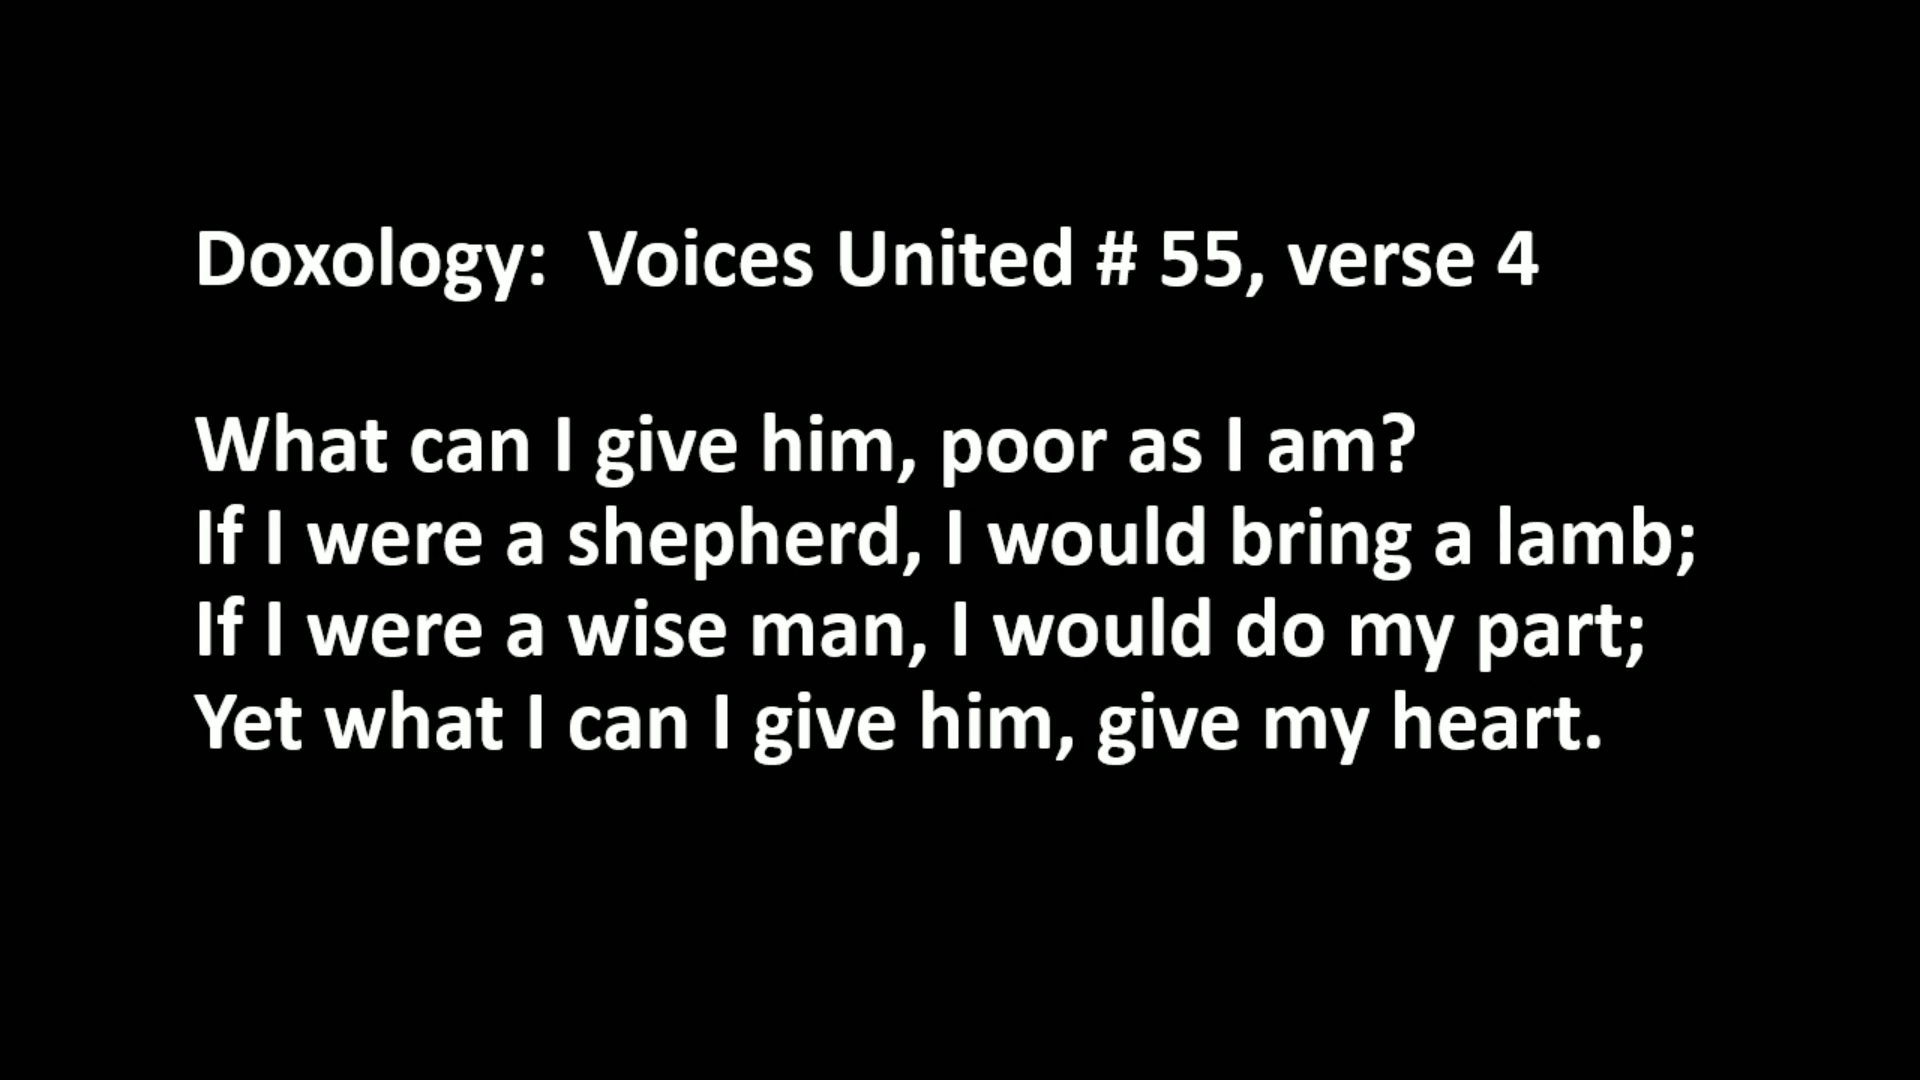 Doxology:  Voices United # 55, verse 4
What can I give him, poor as I am?
If I were a shepherd, I would bring a lamb;
If I were a wise man, I would do my part;
Yet what I can I give him, give my heart.